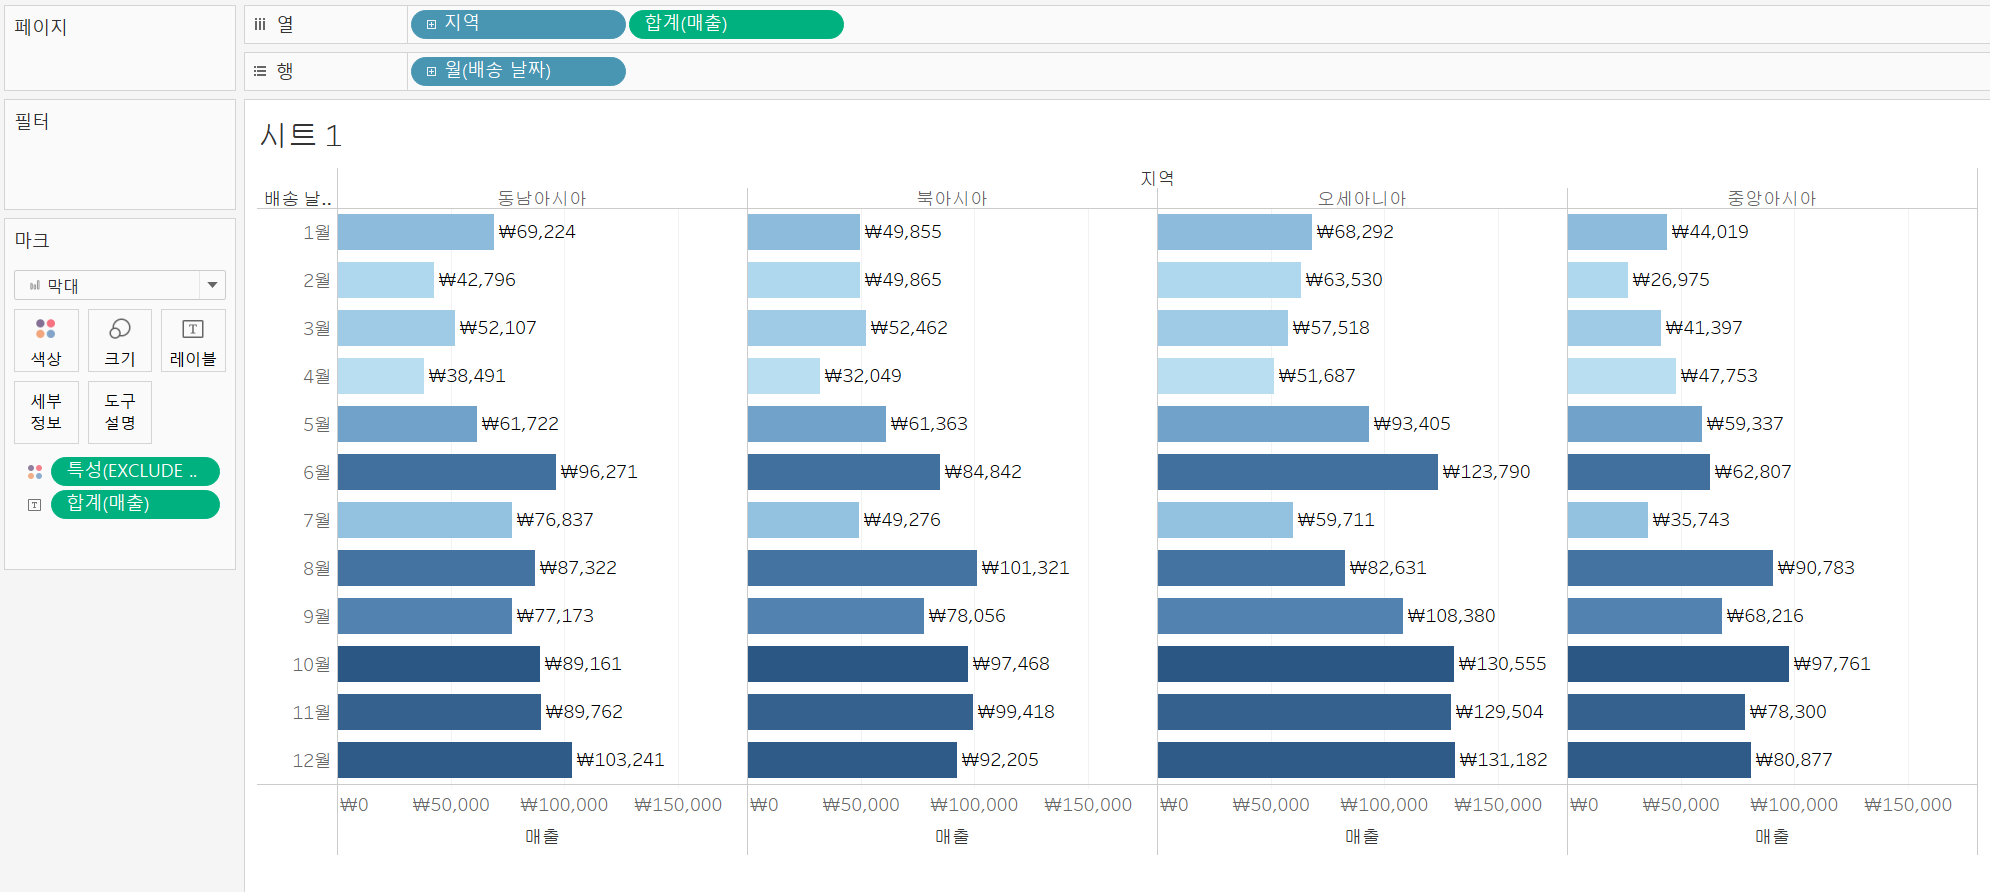 페이지
열
지역
합계(매출)
행
월(배송 날짜)
필터
마크
막대
색상
크기
레이블
세부
정보
도구
설명
특성(EXCLUDE ..
합계(매출)
시트 1
지역
배송 날.. 동남아시아 북아시아 오세아니아 중앙아시아
1월 ₩69,224 ₩49,855 ₩68,292 ₩44,019
2월 ₩42,796 ₩49,865 ₩63,530 ₩26,975
3월 ₩52,107 ₩52,462 ₩57,518 ₩41,397
4월 ₩38,491 ₩32,049 ₩51,687 ₩47,753
5월 ₩61,722 ₩61,363 ₩93,405 ₩59,337
6월 ₩96,271 ₩84,842 ₩123,790 ₩62,807
7월 ₩76,837 ₩49,276 ₩59,711 ₩35,743
8월 ₩87,322 ₩101,321 ₩82,631 ₩90,783
9월 ₩77,173 ₩78,056 ₩108,380 ₩68,216
10월 ₩89,161 ₩97,468 ₩130,555 ₩97,761
11월 ₩89,762 ₩99,418 ₩129,504 ₩78,300
12월 ₩103,241 ₩92,205 ₩131,182 ₩80,877
₩0 ₩50,000 ₩100,000 ₩150,000 ₩0 ₩50,000 ₩100,000 ₩150,000 ₩0 ₩50,000 ₩100,000 ₩150,000 ₩0 ₩50,000 ₩100,000 ₩150,000
매출 매출 매출 매출